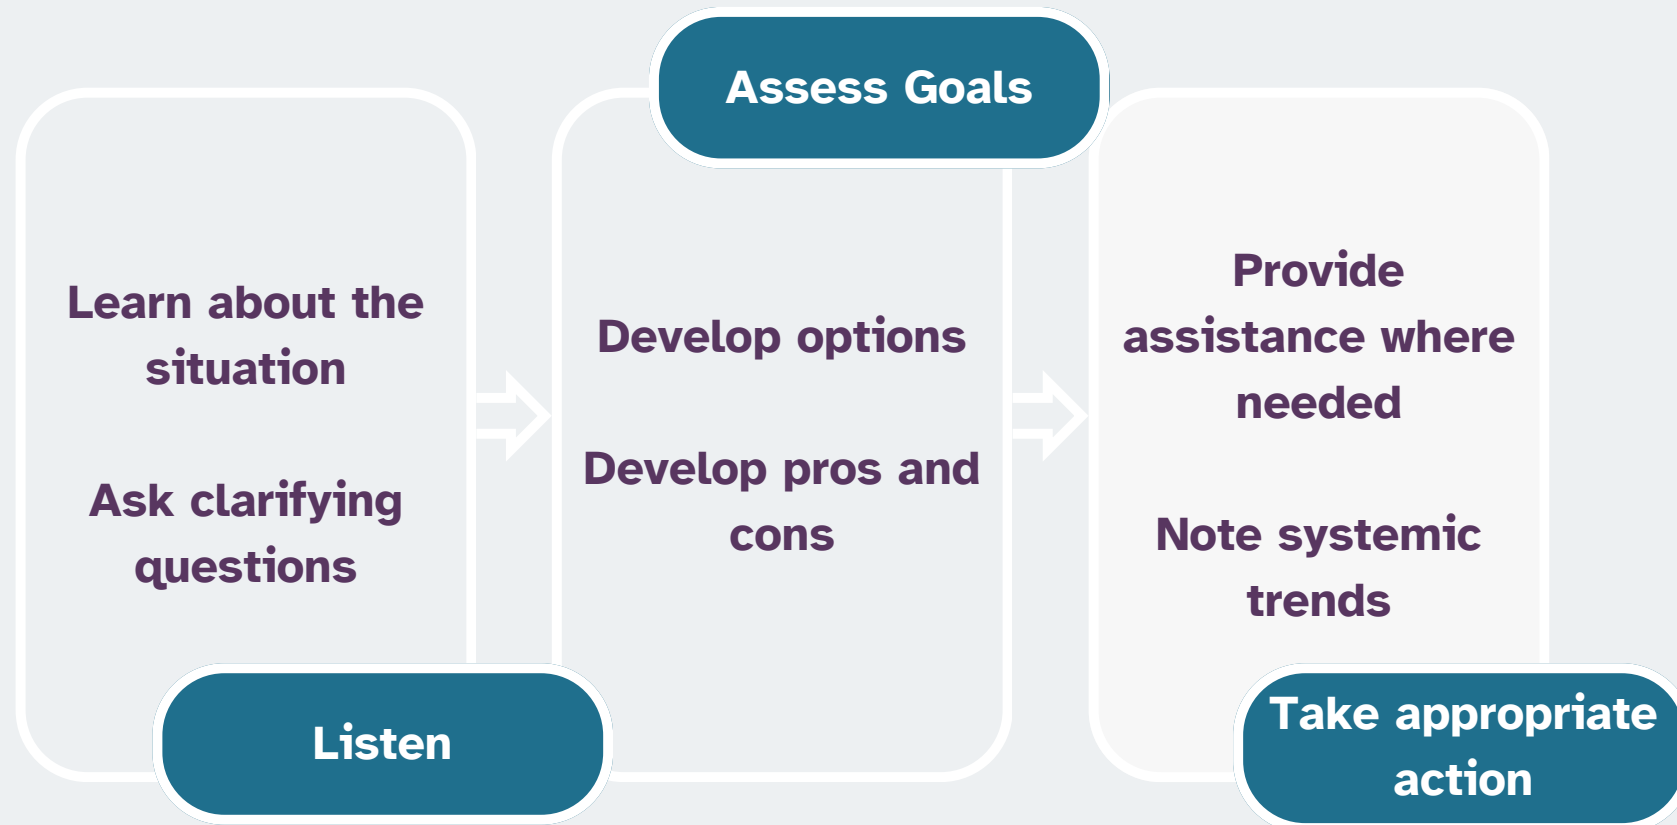 Learn about the
situation
Ask clarifying
questions
Listen
Assess Goals
Develop options
Develop pros and
cons
Provide
assistance where
needed
Note systemic
trends
Take appropriate
action